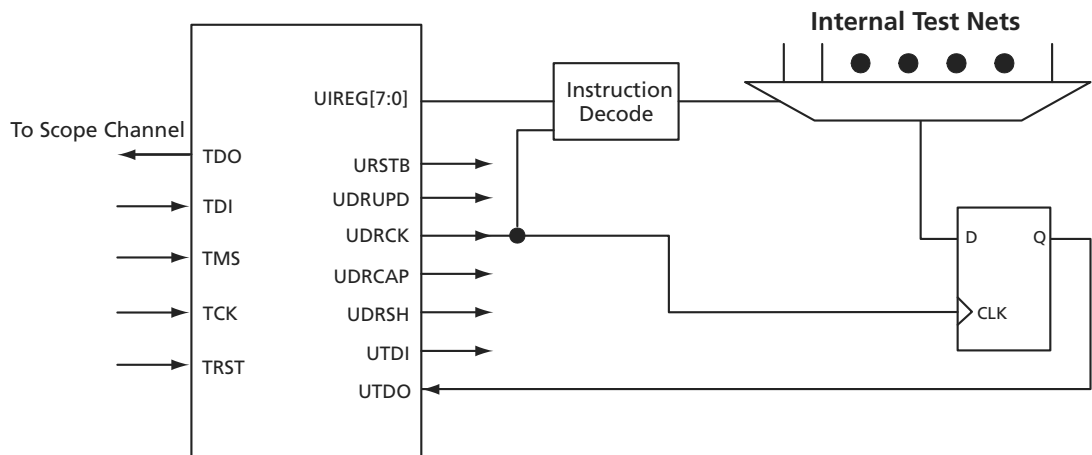 Internal Test Nets
UIREG[7:0]
Instruction
Decode
To Scope Channel
TDO
URSTB
TDI
UDRUPD
UDRCK
D
Q
TMS
UDRCAP
TCK
UDRSH
CLK
UTDI
TRST
UTDO